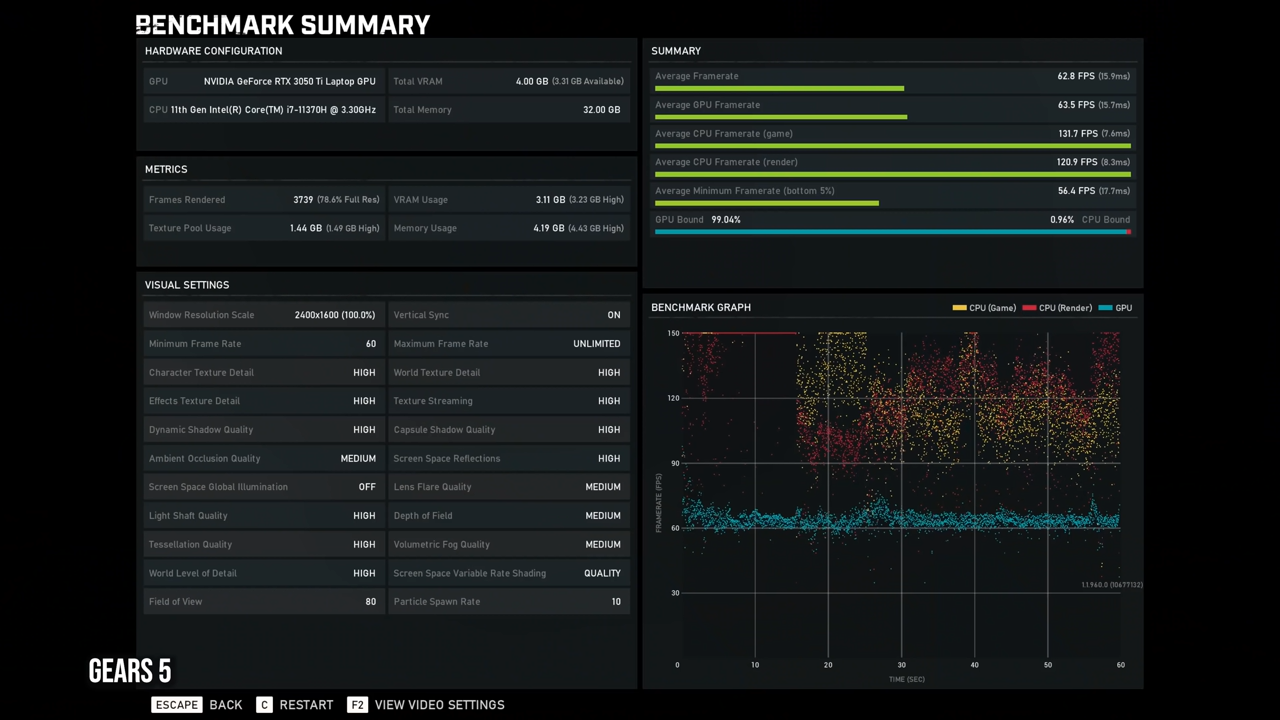 BENCHMARK SUMMARY
HARDWARE CONFIGURATION
GPU NVIDIA GeForce RTX 3050 Ti Laptop GPU
Total VRAM 4.00 GB (3.31 GB Available)
CPU 11th Gen Intel(R) Core(TM) i7-11370H @ 3.30GHz
Total Memory 32.00 GB
METRICS
Frames Rendered 3739 (78.6% Full Res)
VRAM Usage 3.11 GB (3.23 GB High)
Texture Pool Usage 1.44 GB (1.49 GB High)
Memory Usage 4.19 GB (4.43 GB High)
VISUAL SETTINGS
Window Resolution Scale 2400x1600 (100.0%)
Vertical Sync ON
Minimum Frame Rate 60
Maximum Frame Rate UNLIMITED
Character Texture Detail HIGH
World Texture Detail HIGH
Effects Texture Detail HIGH
Texture Streaming HIGH
Dynamic Shadow Quality HIGH
Capsule Shadow Quality HIGH
Ambient Occlusion Quality MEDIUM
Screen Space Reflections HIGH
Screen Space Global Illumination OFF
Lens Flare Quality MEDIUM
Light Shaft Quality HIGH
Depth of Field MEDIUM
Tessellation Quality HIGH
Volumetric Fog Quality MEDIUM
World Level of Detail HIGH
Screen Space Variable Rate Shading QUALITY
Field of View 80
Particle Spawn Rate 10
SUMMARY
Average Framerate 62.8 FPS (15.9ms)
Average GPU Framerate 63.5 FPS (15.7ms)
Average CPU Framerate (game) 131.7 FPS (7.6ms)
Average CPU Framerate (render) 120.9 FPS (8.3ms)
Average Minimum Framerate (bottom 5%) 56.4 FPS (17.7ms)
GPU Bound 99.04% 0.96% CPU Bound
BENCHMARK GRAPH
CPU (Game) CPU (Render) GPU
150
120
90
60
30
FRAMERATE (FPS)
1.1.960.0 (10677132)
0 10 20 30 40 50 60
TIME (SEC)
GEARS 5
ESCAPE BACK C RESTART F2 VIEW VIDEO SETTINGS